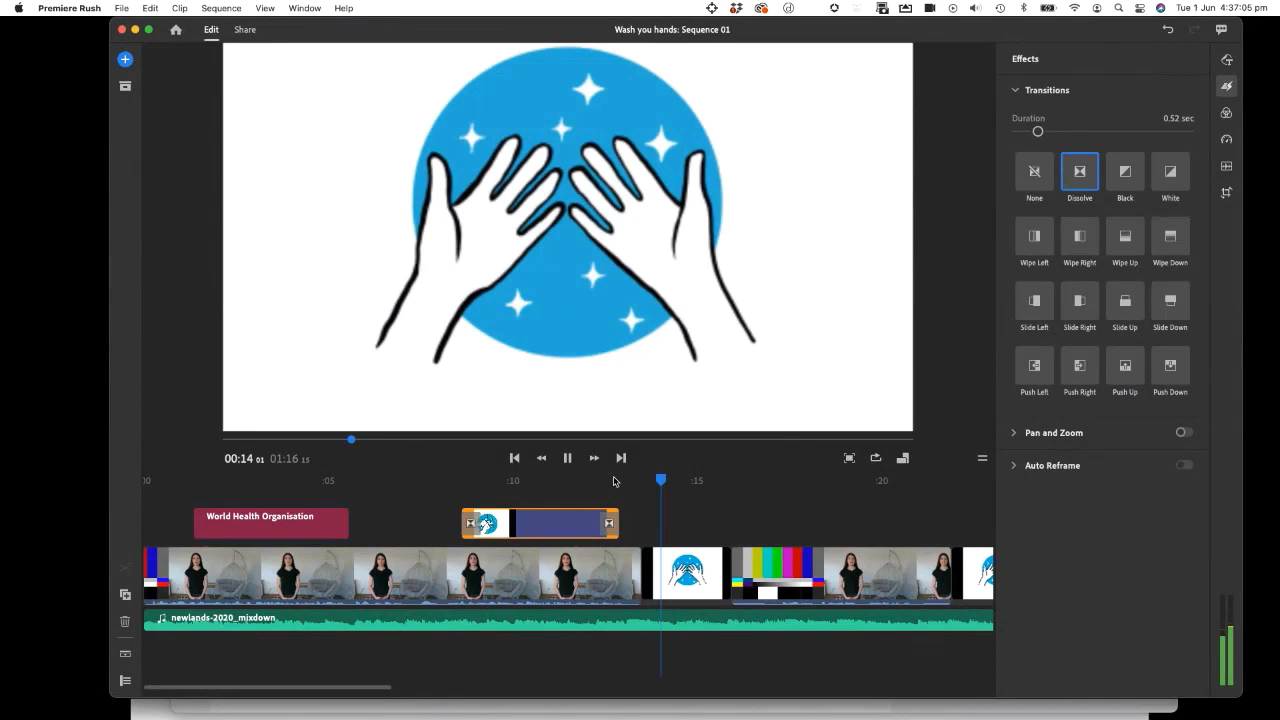 Premiere Rush File Edit Clip Sequence View Window Help
Tue 1 Jun 4:37:05 pm
Edit Share
Wash you hands: Sequence 01
Effects
Transitions
Duration 0.52 sec
None Dissolve Black White
Wipe Left Wipe Right Wipe Up Wipe Down
Slide Left Slide Right Slide Up Slide Down
Push Left Push Right Push Up Push Down
Pan and Zoom
Auto Reframe
00:14 01 01:16 15
:00 :05 :10 :15 :20
World Health Organisation
newlands-2020_mixdown